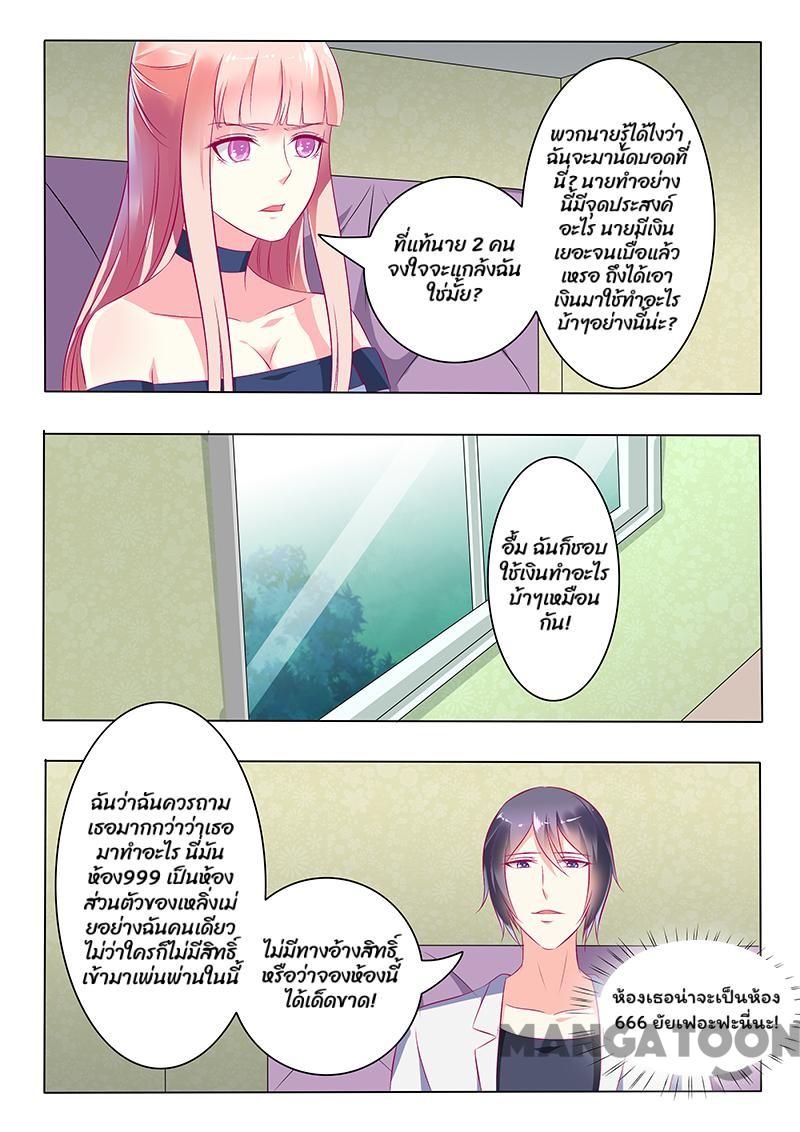 พวกนายรู้ได้ไงว่า
ฉันจะมานัดบอดที่
นี่? นายทำอย่าง
นี้มีจุดประสงค์
อะไร นายมีเงิน
เยอะจนเบื่อแล้ว
เหรอ ถึงได้เอา
เงินมาใช้ทำอะไร
บ้าๆอย่างนี้น่ะ?
ที่แท้นาย 2 คน
จงใจจะแกล้งฉัน
ใช่มั้ย?
อื้ม ฉันก็ชอบ
ใช้เงินทำอะไร
บ้าๆเหมือน
กัน!
ฉันว่าฉันควรถาม
เธอมากกว่าว่าเธอ
มาทำอะไร นี่มัน
ห้อง999 เป็นห้อง
ส่วนตัวของเหลิ่งเม่
ยอย่างฉันคนเดียว
ไม่ว่าใครก็ไม่มีสิทธิ์
เข้ามาเพ่นพ่านในนี้
ไม่มีทางอ้างสิทธิ์
หรือว่าจองห้องนี้
ได้เด็ดขาด!
ห้องเธอน่าจะเป็นห้อง
666 ยัยเฟอะฟะนี่นะ!
MANGATOON